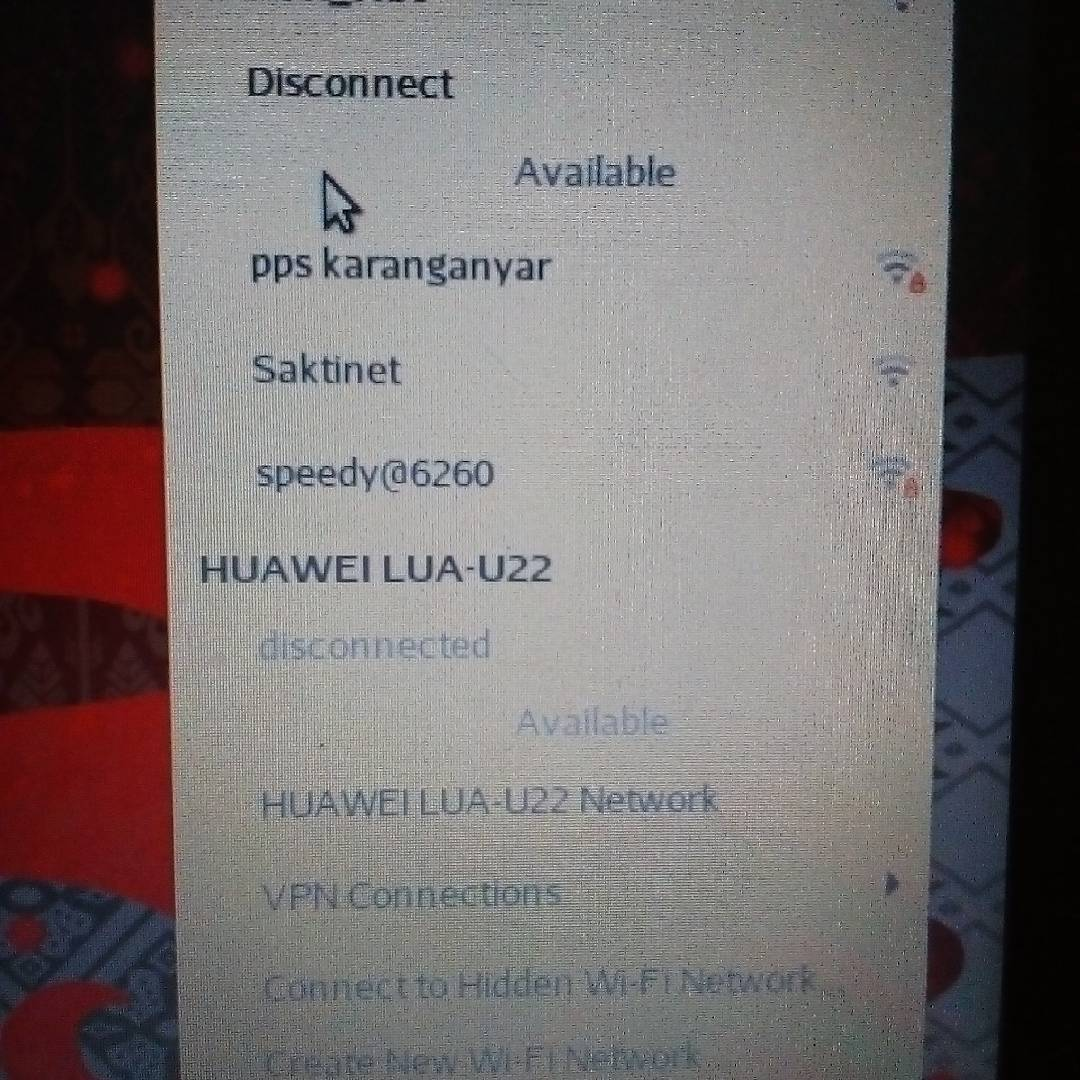 Disconnect
Available
pps karanganyar
Saktinet
speedy@6260
HUAWEI LUA-U22
disconnected
Available
HUAWEI LUA-U22 Network
VPN Connections
Connect to Hidden Wi-Fi Network...
Create New Wi-Fi Network